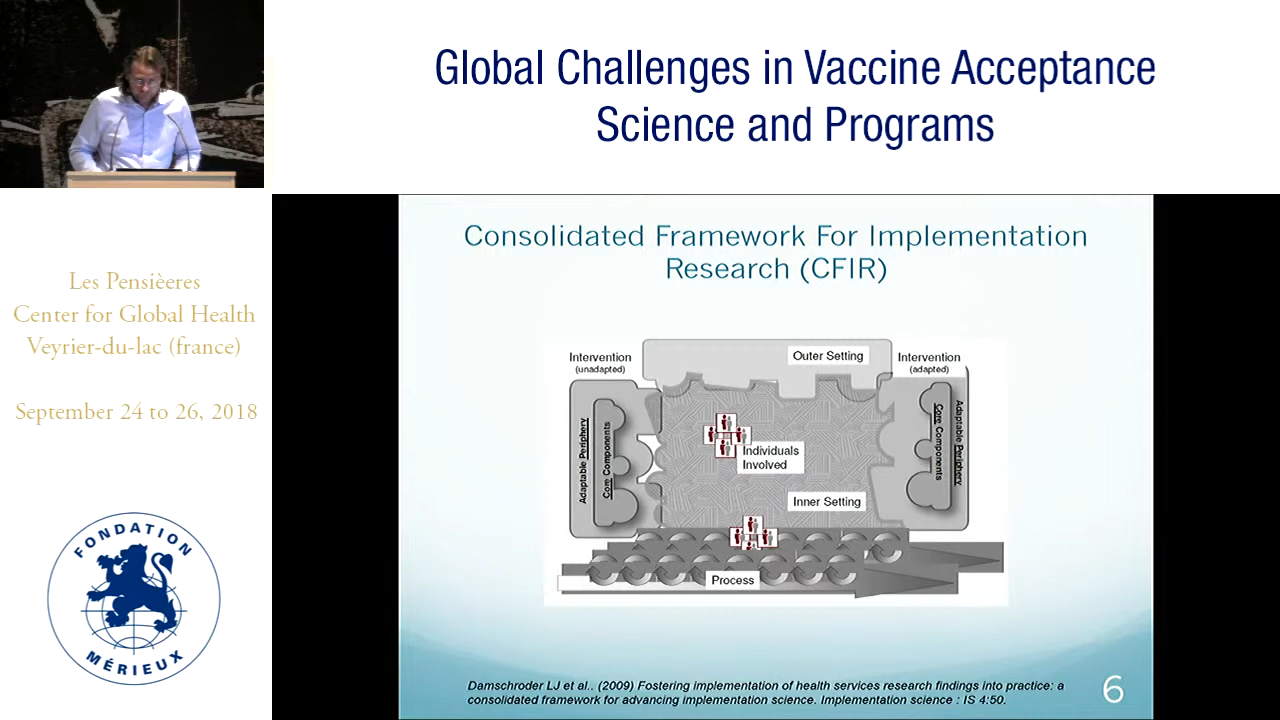 Global Challenges in Vaccine Acceptance
Science and Programs
Les Pensièeres
Center for Global Health
Veyrier-du-lac (france)
September 24 to 26, 2018
FONDATION
MÉRIEUX
Consolidated Framework For Implementation
Research (CFIR)
Intervention
(unadapted)
Outer Setting
Intervention
(adapted)
Adaptable Periphery
Core Components
Individuals
Involved
Core Components
Adaptable Periphery
Inner Setting
Process
Damschroder LJ et al.. (2009) Fostering implementation of health services research findings into practice: a
consolidated framework for advancing implementation science. Implementation science : IS 4:50.
6